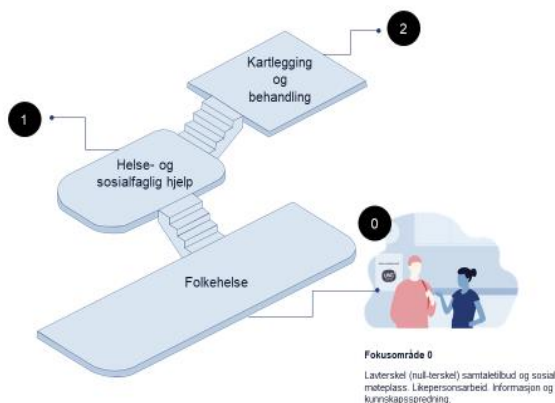 2
Kartlegging
og
behandling
1
Helse- og
sosialfaglig hjelp
0
Folkehelse
Fokusområde 0
Lavterskel (null-terskel) samtaletilbud og sosial
møteplass. Likepersonsarbeid. Informasjon og
kunnskapsspredning.